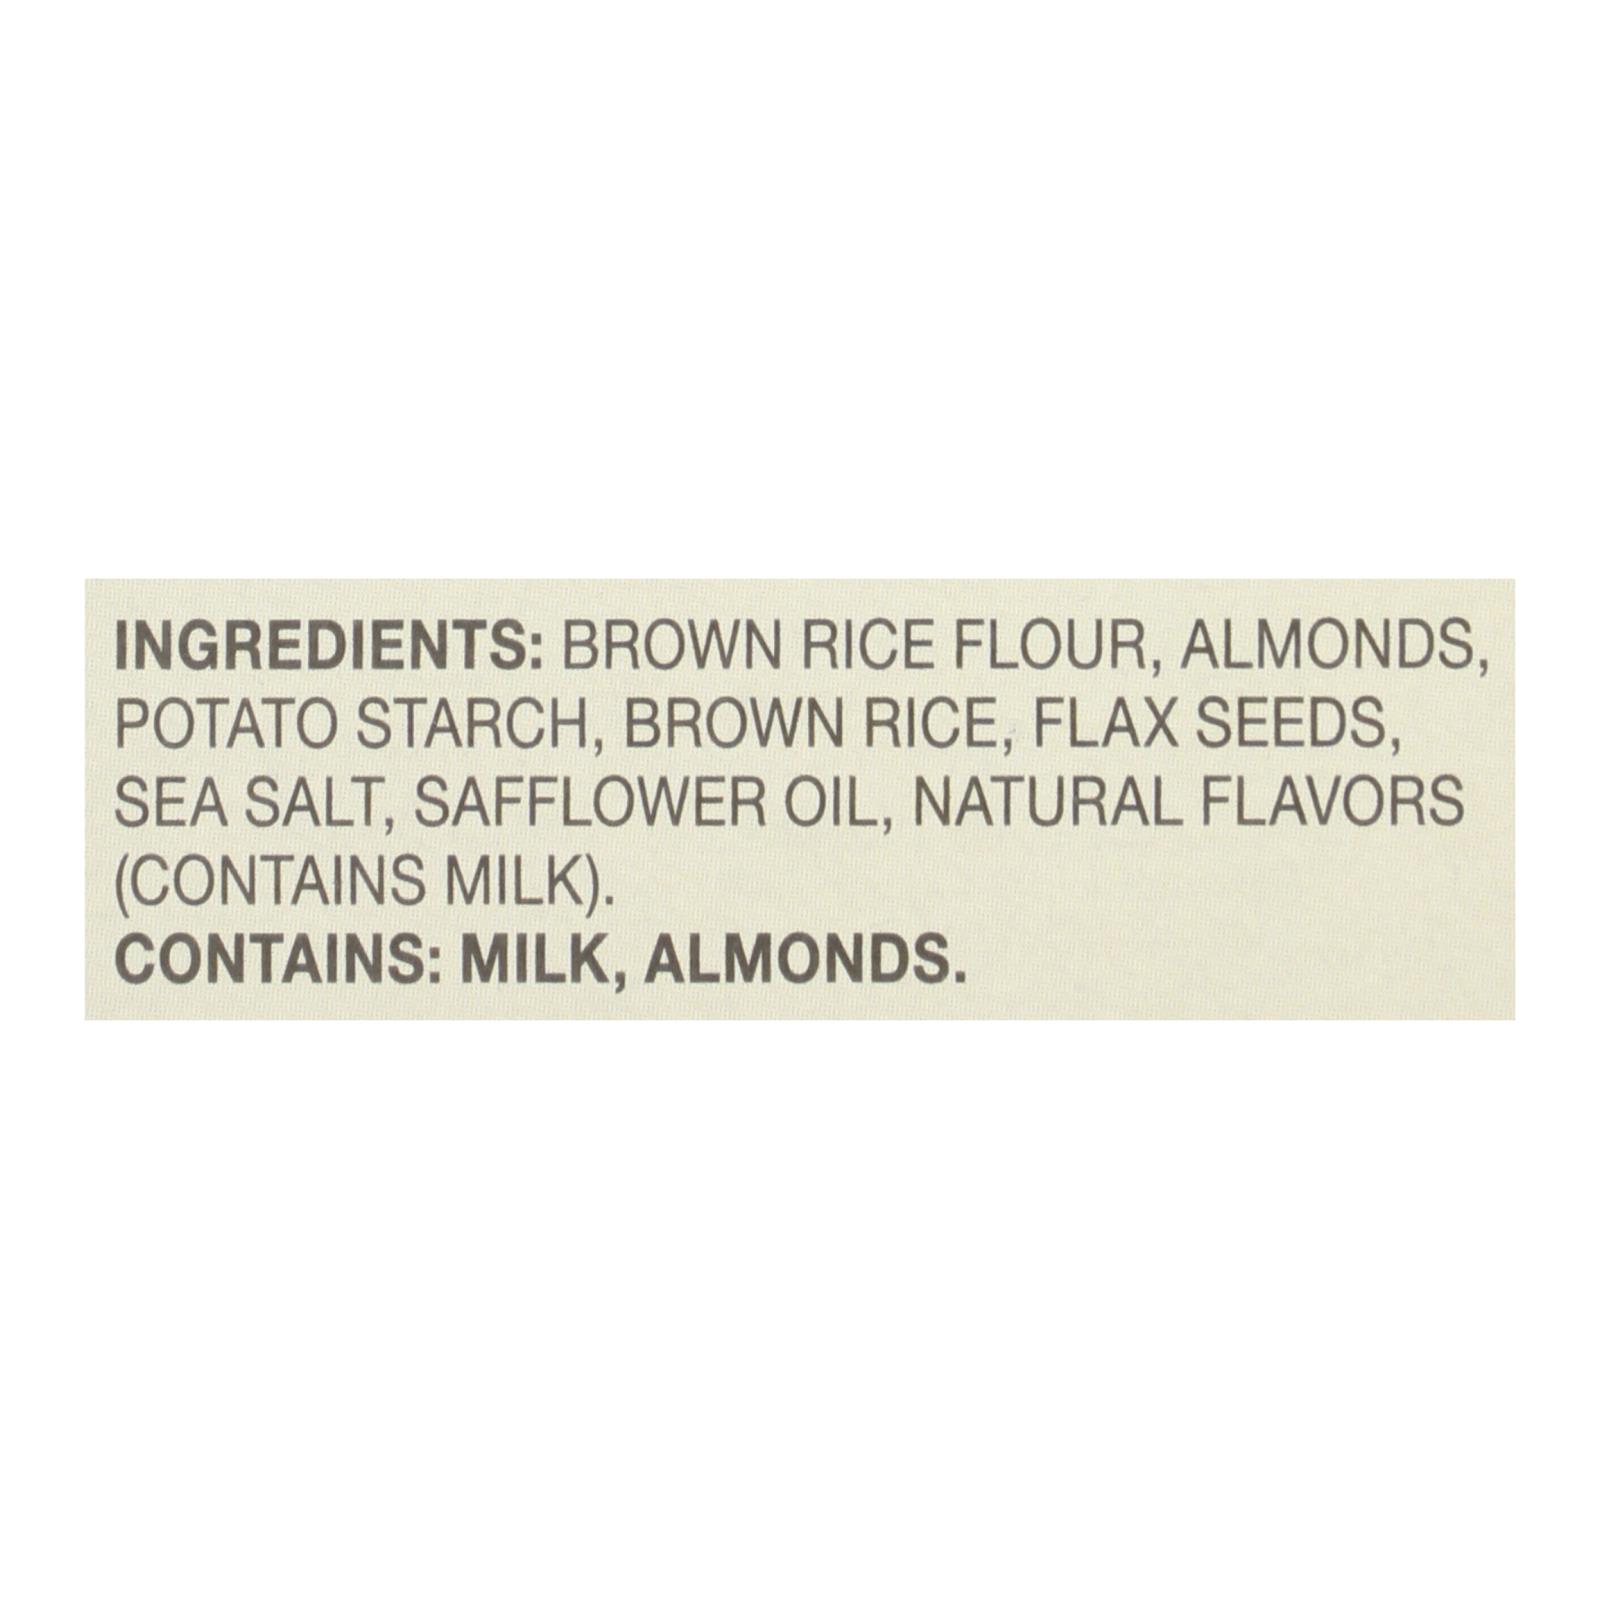 INGREDIENTS: BROWN RICE FLOUR, ALMONDS,
POTATO STARCH, BROWN RICE, FLAX SEEDS,
SEA SALT, SAFFLOWER OIL, NATURAL FLAVORS
(CONTAINS MILK).
CONTAINS: MILK, ALMONDS.